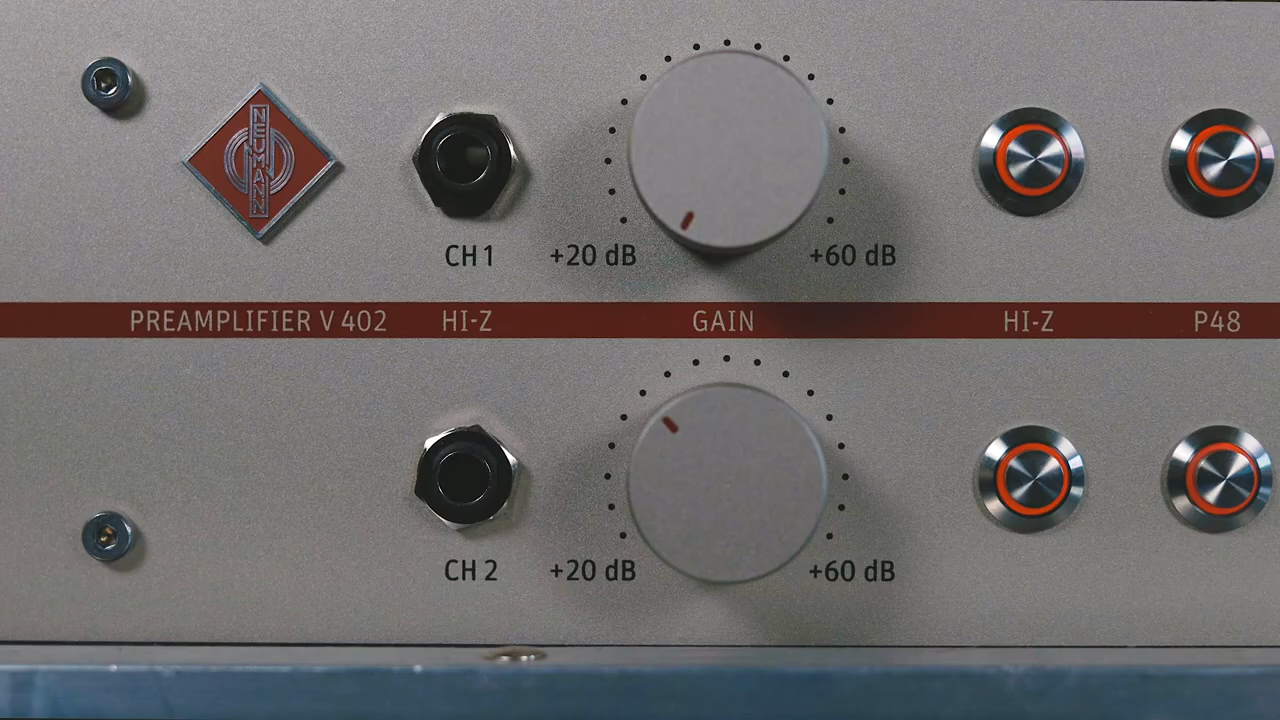 NEUMANN
CH 1
+20 dB
+60 dB
PREAMPLIFIER V 402 HI-Z GAIN HI-Z P48
CH 2
+20 dB
+60 dB